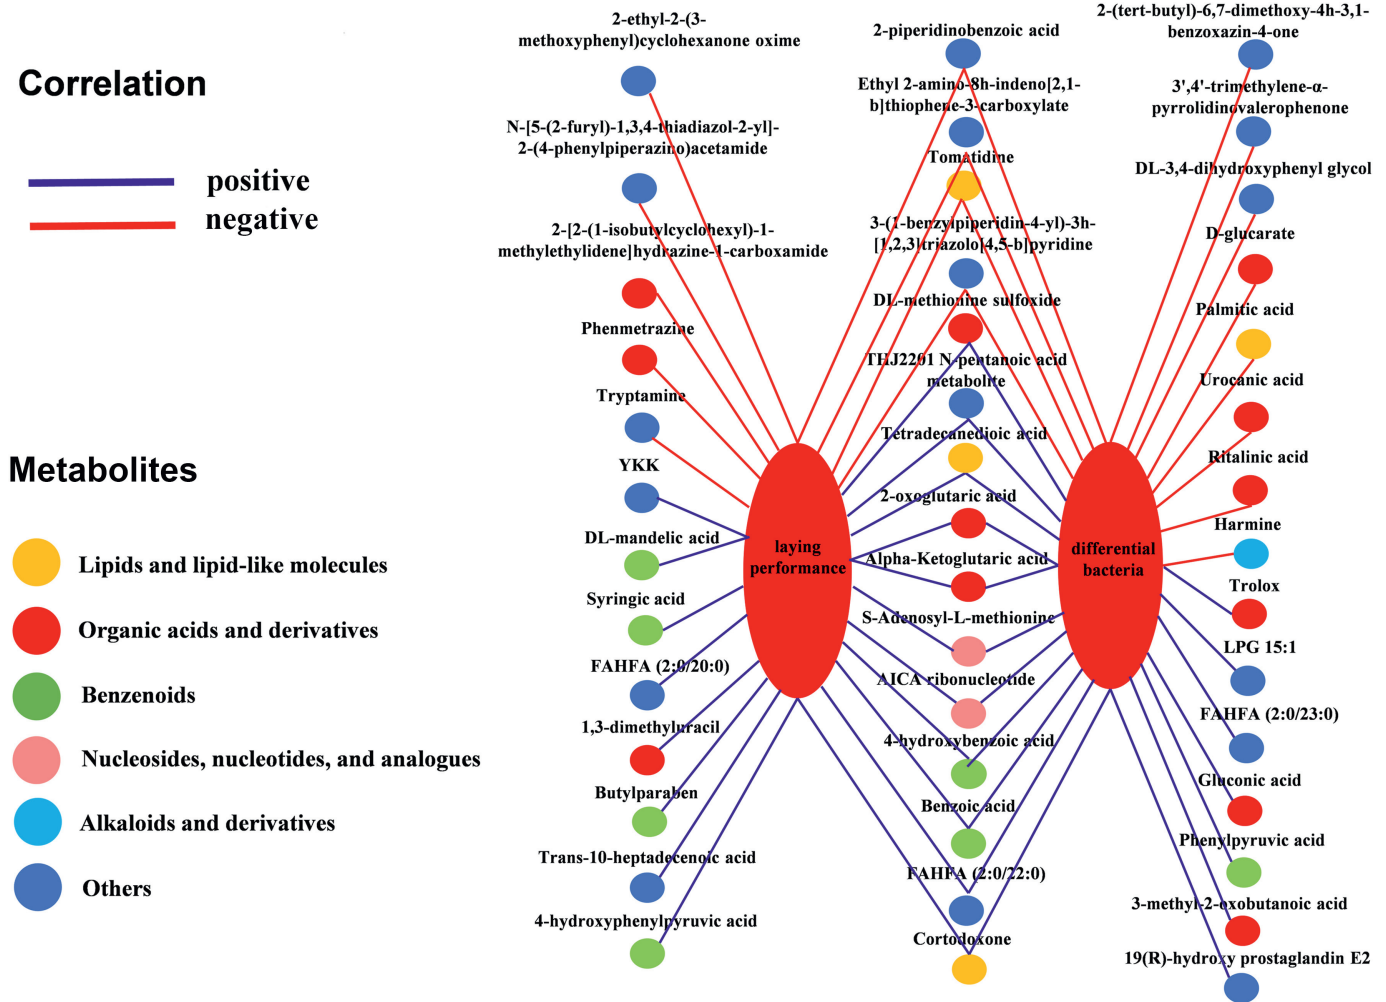 Correlation
positive
negative
Metabolites
Lipids and lipid-like molecules
Organic acids and derivatives
Benzenoids
Nucleosides, nucleotides, and analogues
Alkaloids and derivatives
Others
2-ethyl-2-(3-
methoxyphenyl)cyclohexanone oxime
N-[5-(2-furyl)-1,3,4-thiadiazol-2-yl]-
2-(4-phenylpiperazino)acetamide
2-[2-(1-isobutylcyclohexyl)-1-
methylethylidene]hydrazine-1-carboxamide
Phenmetrazine
Tryptamine
YKK
DL-mandelic acid
Syringic acid
FAHFA (2:0/20:0)
1,3-dimethyluracil
Butylparaben
Trans-10-heptadecenoic acid
4-hydroxyphenylpyruvic acid
laying
performance
2-piperidinobenzoic acid
Ethyl 2-amino-8h-indeno[2,1-
b]thiophene-3-carboxylate
Tomatidine
3-(1-benzylpiperidin-4-yl)-3h-
[1,2,3]triazolo[4,5-b]pyridine
DL-methionine sulfoxide
THJ2201 N-pentanoic acid
metabolite
Tetradecanedioic acid
2-oxoglutaric acid
Alpha-Ketoglutaric acid
S-Adenosyl-L-methionine
AICA ribonucleotide
4-hydroxybenzoic acid
Benzoic acid
FAHFA (2:0/22:0)
Cortodoxone
differential
bacteria
2-(tert-butyl)-6,7-dimethoxy-4h-3,1-
benzoxazin-4-one
3',4'-trimethylene-α-
pyrrolidinovalerophenone
DL-3,4-dihydroxyphenyl glycol
D-glucarate
Palmitic acid
Urocanic acid
Ritalinic acid
Harmine
Trolox
LPG 15:1
FAHFA (2:0/23:0)
Gluconic acid
Phenylpyruvic acid
3-methyl-2-oxobutanoic acid
19(R)-hydroxy prostaglandin E2